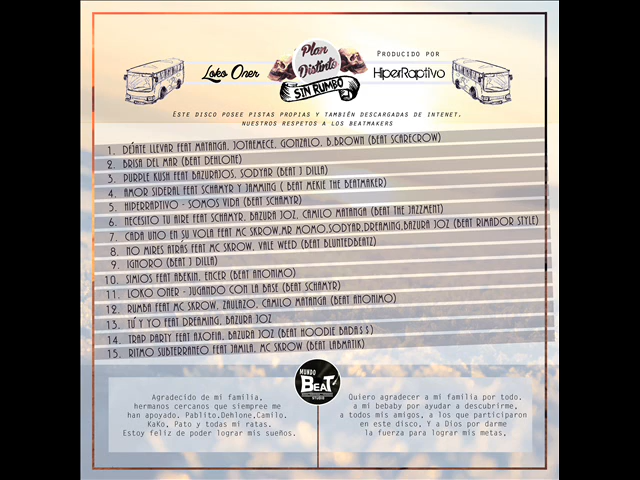 Loko Oner
Plan
Distinto
SIN RUMBO
PRODUCIDO POR
HiperRaptivo
ESTE DISCO POSEE PISTAS PROPIAS Y TAMBIÉN DESCARGADAS DE INTENET.
NUESTROS RESPETOS A LOS BEATMAKERS
1. DÉJATE LLEVAR FEAT MATANGA, JOTAEMECE, GONZALO, B.BROWN (BEAT SCARECROW)
2. BRISA DEL MAR (BEAT DEHLONE)
3. PURPLE KUSH FEAT BAZURAJOS, SODYAR (BEAT J DILLA)
4. AMOR SIDERAL FEAT SCHAMYR Y JAMMING ( BEAT MEKIE THE BEATMAKER)
5. HIPERRAPTIVO - SOMOS VIDA (BEAT SCHAMYR)
6. NECESITO TU AIRE FEAT SCHAMYR, BAZURA JOZ, CAMILO MATANGA (BEAT THE JAZZMENT)
7. CADA UNO EN SU VOLA FEAT MC SKROW,MR MOMO,SODYAR,DREAMING,BAZURA JOZ (BEAT RIMADOR STYLE)
8. NO MIRES ATRÁS FEAT MC SKROW, VALE WEED (BEAT BLUNTEDBEATZ)
9. IGNORO (BEAT J DILLA)
10. SIMIOS FEAT ABEKIN, ENCER (BEAT ANONIMO)
11. LOKO ONER - JUGANDO CON LA BASE (BEAT SCHAMYR)
12. RUMBA FEAT MC SKROW, ZAULAZO, CAMILO MATANGA (BEAT ANONIMO)
13. TÚ Y YO FEAT DREAMING, BAZURA JOZ
14. TRAP PARTY FEAT AXOFIA, BAZURA JOZ (BEAT HOODIE BADA$$)
15. RITMO SUBTERRANEO FEAT JAMILA, MC SKROW (BEAT LABMATIK)
MUNDO
BEAT
STUDIO
Agradecido de mi familia,
hermanos cercanos que siempree me
han apoyado. Pablito,Dehlone,Camilo,
KaKo, Pato y todas mi ratas.
Estoy feliz de poder lograr mis sueños.
Quiero agradecer a mi familia por todo,
a mi bebaby por ayudar a descubrirme,
a todos mis amigos, a los que participaron
en este disco, Y a Dios por darme
la fuerza para lograr mis metas,